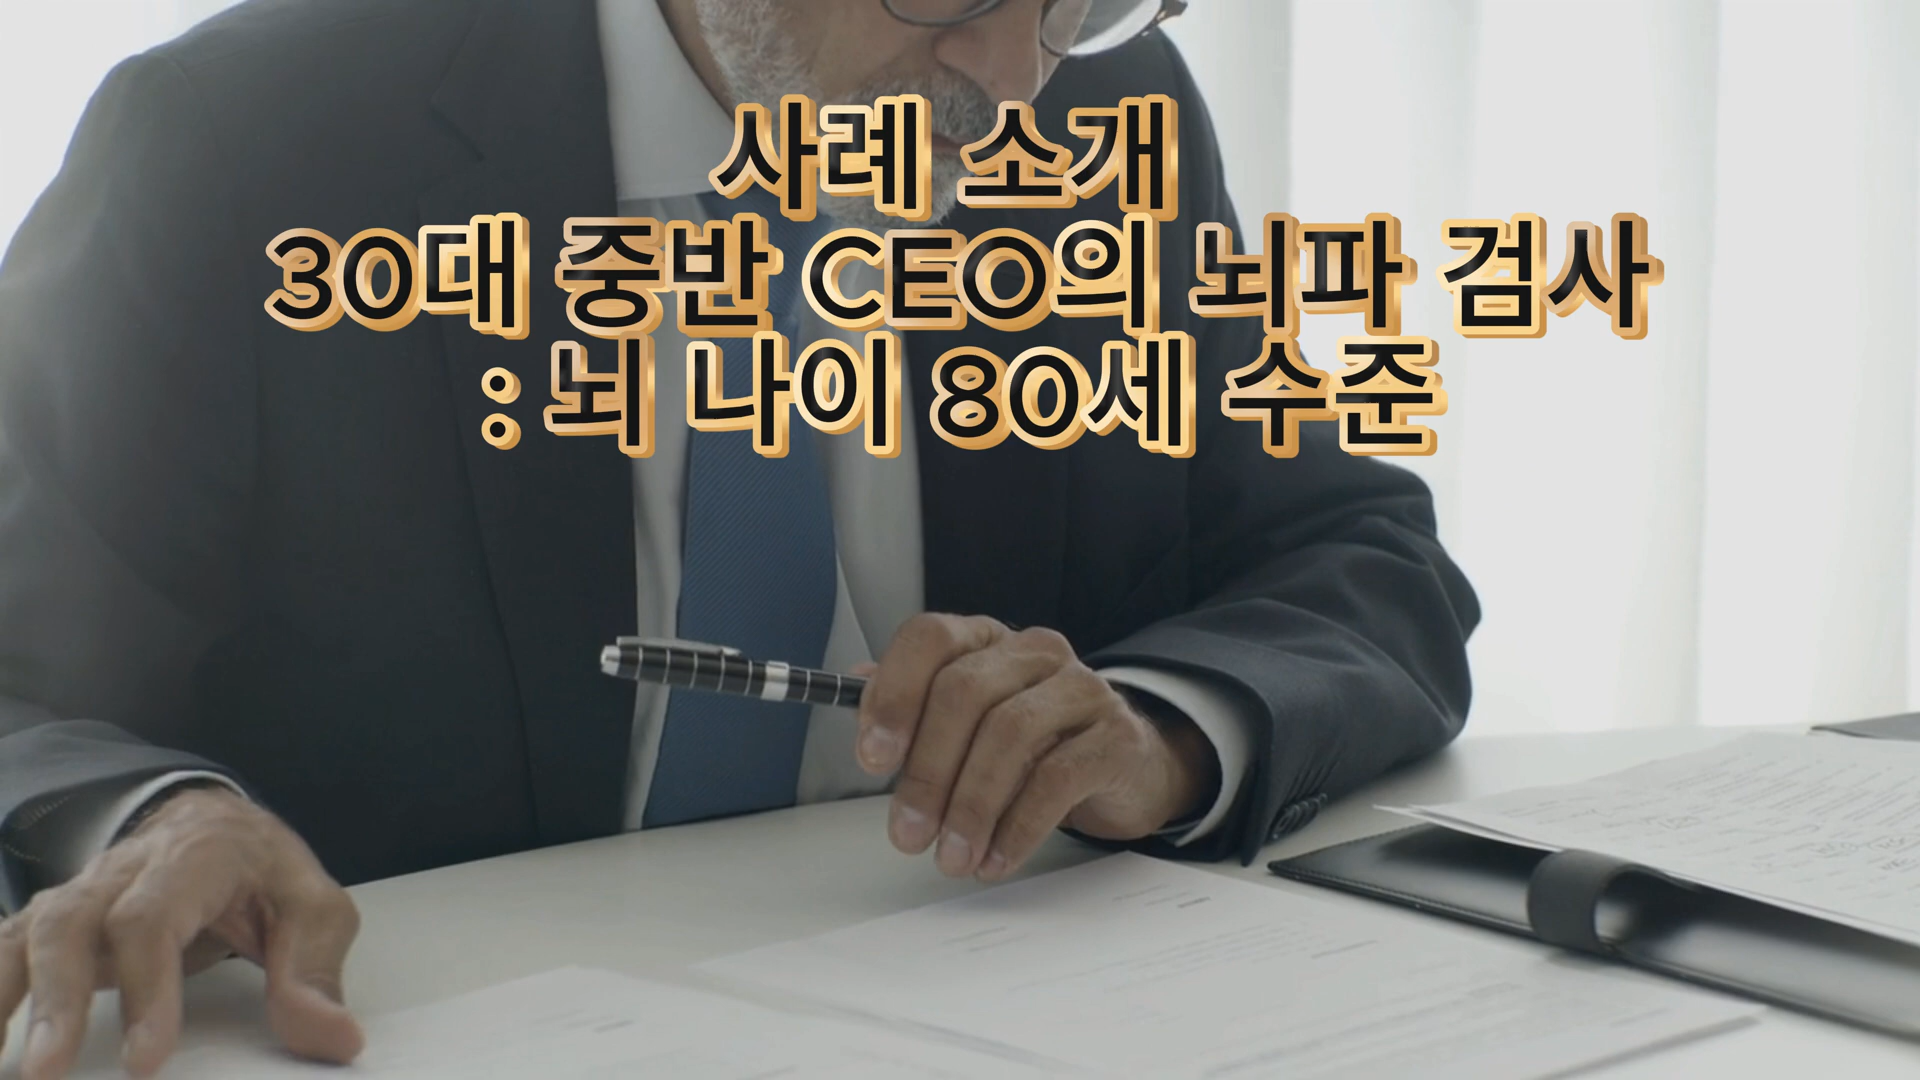 사례 소개
30대 중반 CEO의 뇌파 검사
: 뇌 나이 80세 수준